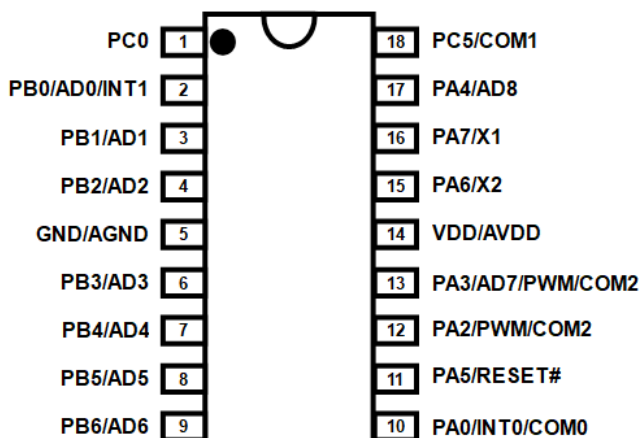 PC0 1 18 PC5/COM1
PB0/AD0/INT1 2 17 PA4/AD8
PB1/AD1 3 16 PA7/X1
PB2/AD2 4 15 PA6/X2
GND/AGND 5 14 VDD/AVDD
PB3/AD3 6 13 PA3/AD7/PWM/COM2
PB4/AD4 7 12 PA2/PWM/COM2
PB5/AD5 8 11 PA5/RESET#
PB6/AD6 9 10 PA0/INT0/COM0